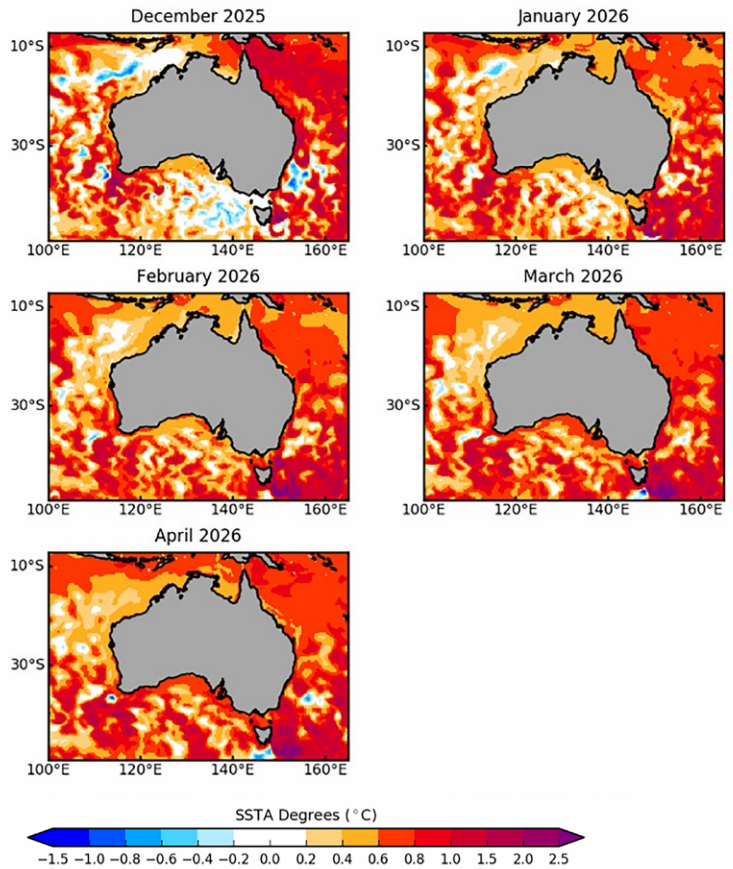 December 2025
January 2026
10°S
30°S
100°E 120°E 140°E 160°E
10°S
30°S
100°E 120°E 140°E 160°E
February 2026
March 2026
10°S
30°S
100°E 120°E 140°E 160°E
10°S
30°S
100°E 120°E 140°E 160°E
April 2026
10°S
30°S
100°E 120°E 140°E 160°E
SSTA Degrees (°C)
−1.5 −1.0 −0.8 −0.6 −0.4 −0.2 0.0 0.2 0.4 0.6 0.8 1.0 1.5 2.0 2.5